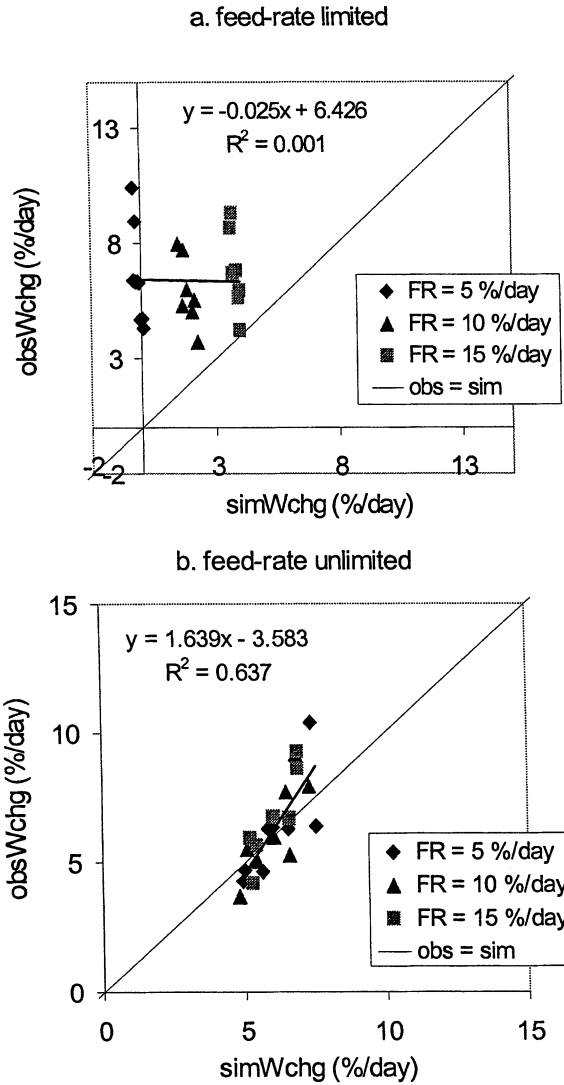 a. feed-rate limited
y = -0.025x + 6.426
R² = 0.001
obsWchg (%/day)
13
8
3
-2
-2
3
8
13
FR = 5 %/day
FR = 10 %/day
FR = 15 %/day
obs = sim
simWchg (%/day)
b. feed-rate unlimited
y = 1.639x - 3.583
R² = 0.637
obsWchg (%/day)
15
10
5
0
0
5
10
15
FR = 5 %/day
FR = 10 %/day
FR = 15 %/day
obs = sim
simWchg (%/day)